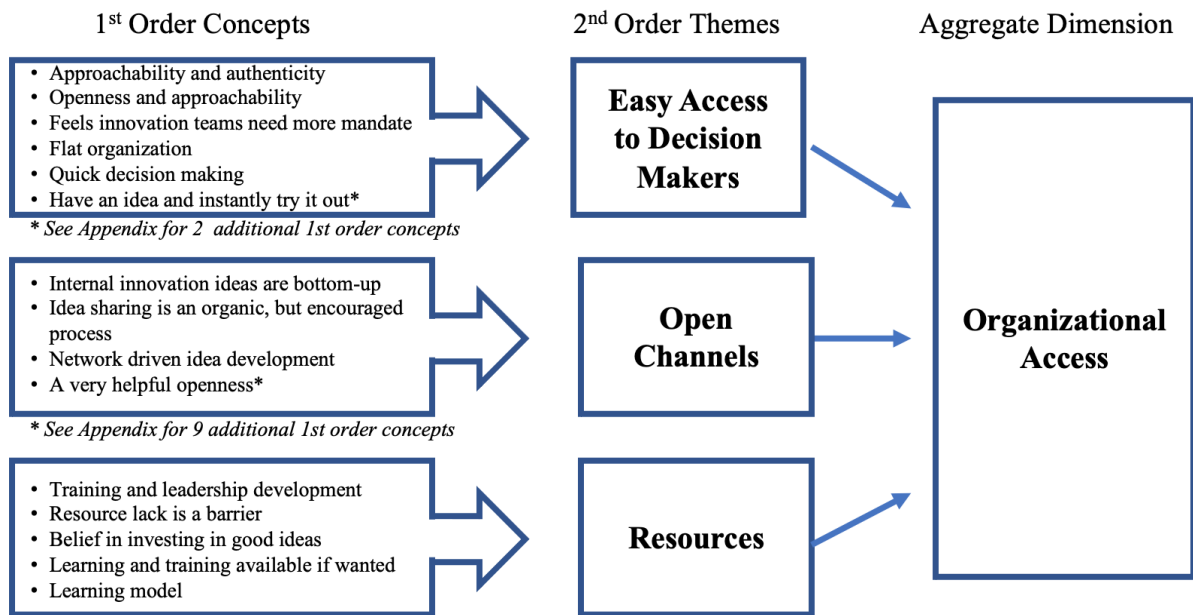 1st Order Concepts
2nd Order Themes
Aggregate Dimension
• Approachability and authenticity
• Openness and approachability
• Feels innovation teams need more mandate
• Flat organization
• Quick decision making
• Have an idea and instantly try it out*
* See Appendix for 2 additional 1st order concepts
Easy Access
to Decision
Makers
• Internal innovation ideas are bottom-up
• Idea sharing is an organic, but encouraged
process
• Network driven idea development
• A very helpful openness*
* See Appendix for 9 additional 1st order concepts
Open
Channels
• Training and leadership development
• Resource lack is a barrier
• Belief in investing in good ideas
• Learning and training available if wanted
• Learning model
Resources
Organizational
Access